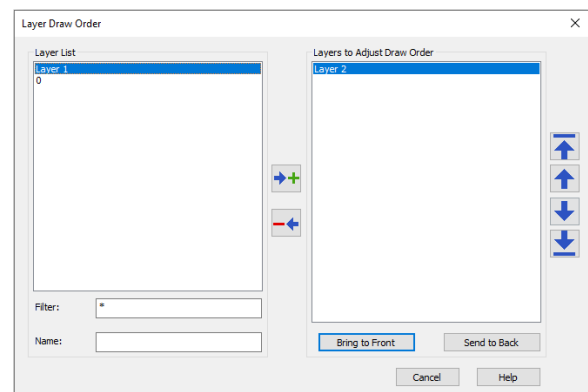 Layer Draw Order
Layer List
Layer 1
0
Filter:
*
Name:
Layers to Adjust Draw Order
Layer 2
Bring to Front
Send to Back
Cancel
Help